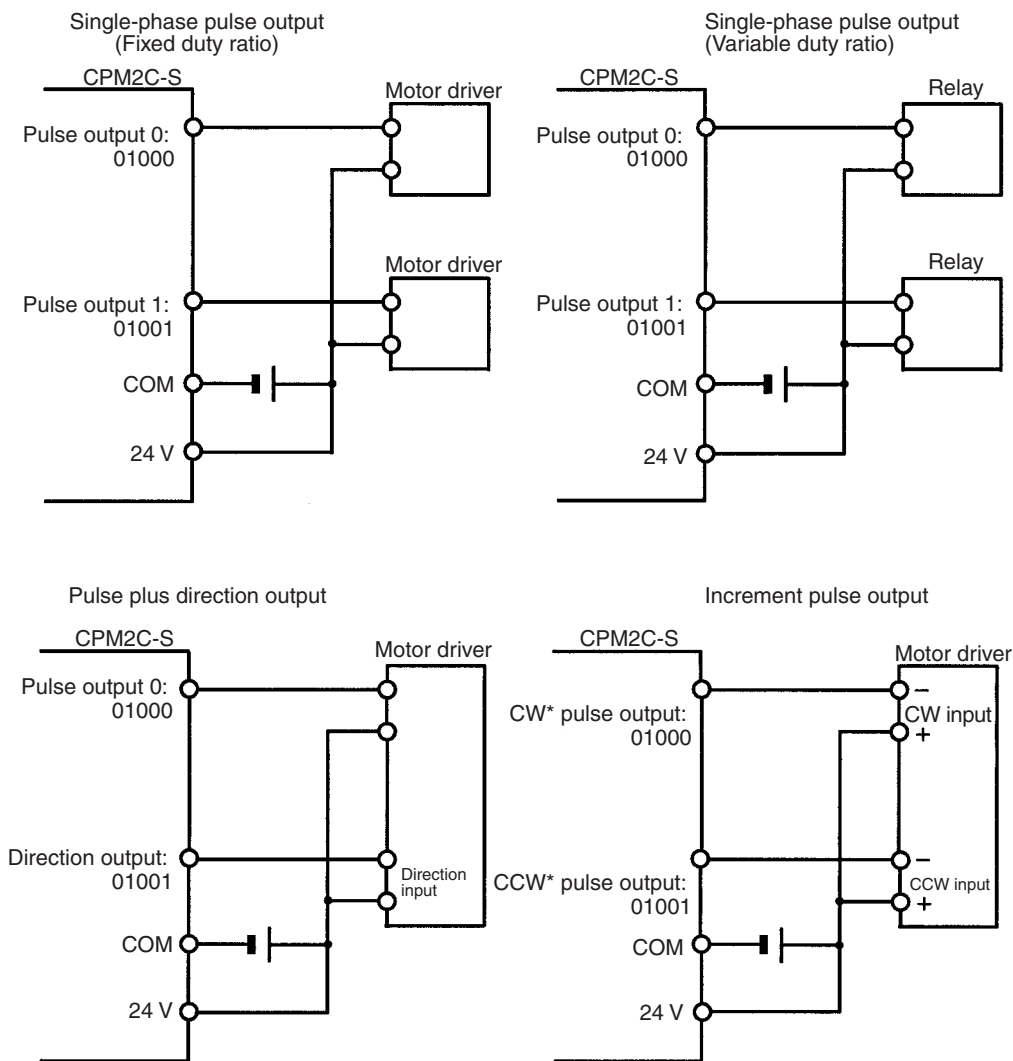 Single-phase pulse output
(Fixed duty ratio)
CPM2C-S
Motor driver
Pulse output 0:
01000
Motor driver
Pulse output 1:
01001
COM
24 V
Single-phase pulse output
(Variable duty ratio)
CPM2C-S
Relay
Pulse output 0:
01000
Relay
Pulse output 1:
01001
COM
24 V
Pulse plus direction output
CPM2C-S
Motor driver
Pulse output 0:
01000
Direction output:
01001
Direction
input
COM
24 V
Increment pulse output
CPM2C-S
Motor driver
CW* pulse output:
01000
−
CW input
+
CCW* pulse output:
01001
−
CCW input
+
COM
24 V